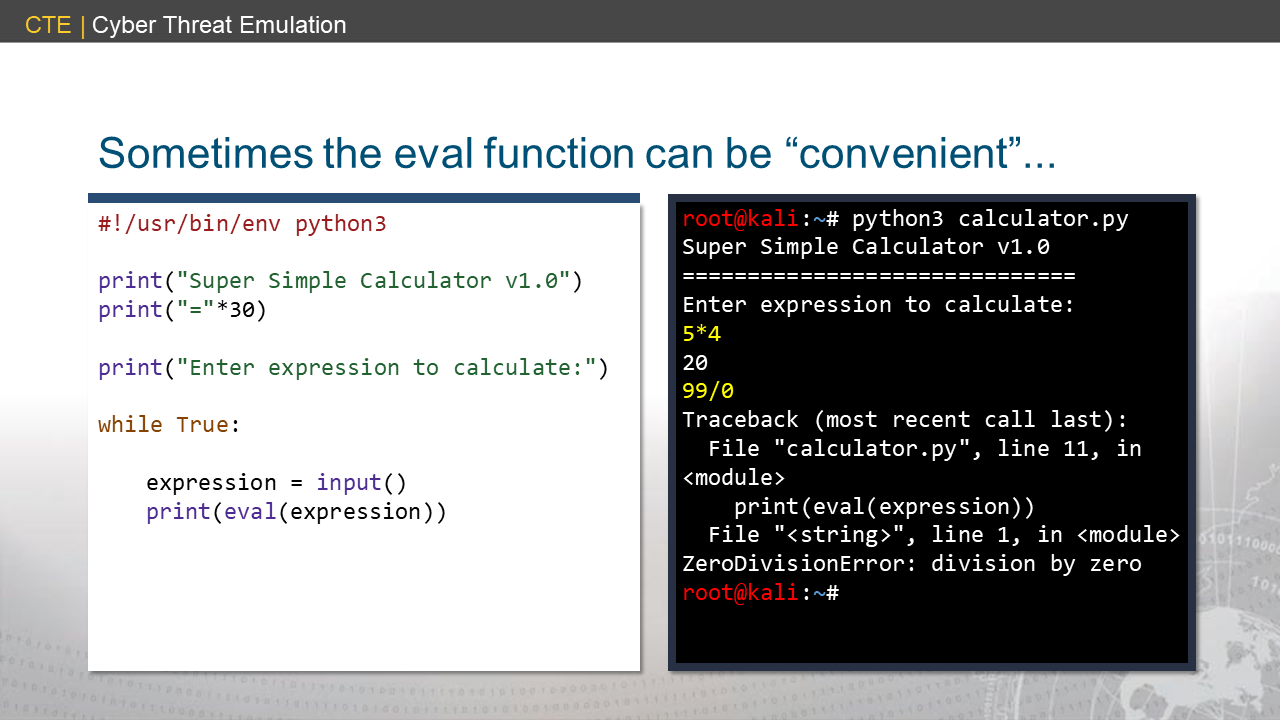 CTE | Cyber Threat Emulation
Sometimes the eval function can be “convenient”...
#!/usr/bin/env python3
print("Super Simple Calculator v1.0")
print("="*30)
print("Enter expression to calculate:")
while True:
    expression = input()
    print(eval(expression))
root@kali:~# python3 calculator.py
Super Simple Calculator v1.0
==============================
Enter expression to calculate:
5*4
20
99/0
Traceback (most recent call last):
  File "calculator.py", line 11, in
<module>
    print(eval(expression))
  File "<string>", line 1, in <module>
ZeroDivisionError: division by zero
root@kali:~#